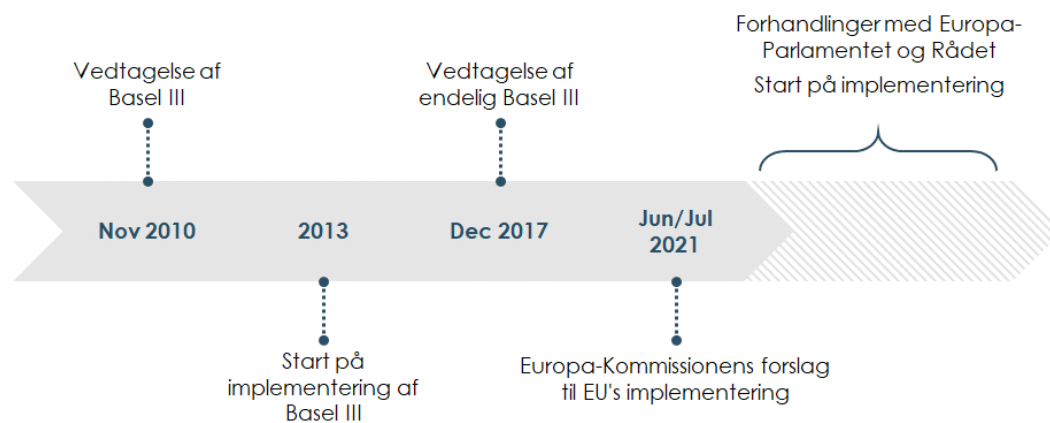 Forhandlinger med Europa-
Parlamentet og Rådet
Start på implementering
Vedtagelse af
Basel III
Vedtagelse af
endelig Basel III
Nov 2010
2013
Dec 2017
Jun/Jul
2021
Start på
implementering af
Basel III
Europa-Kommissionens forslag
til EU's implementering